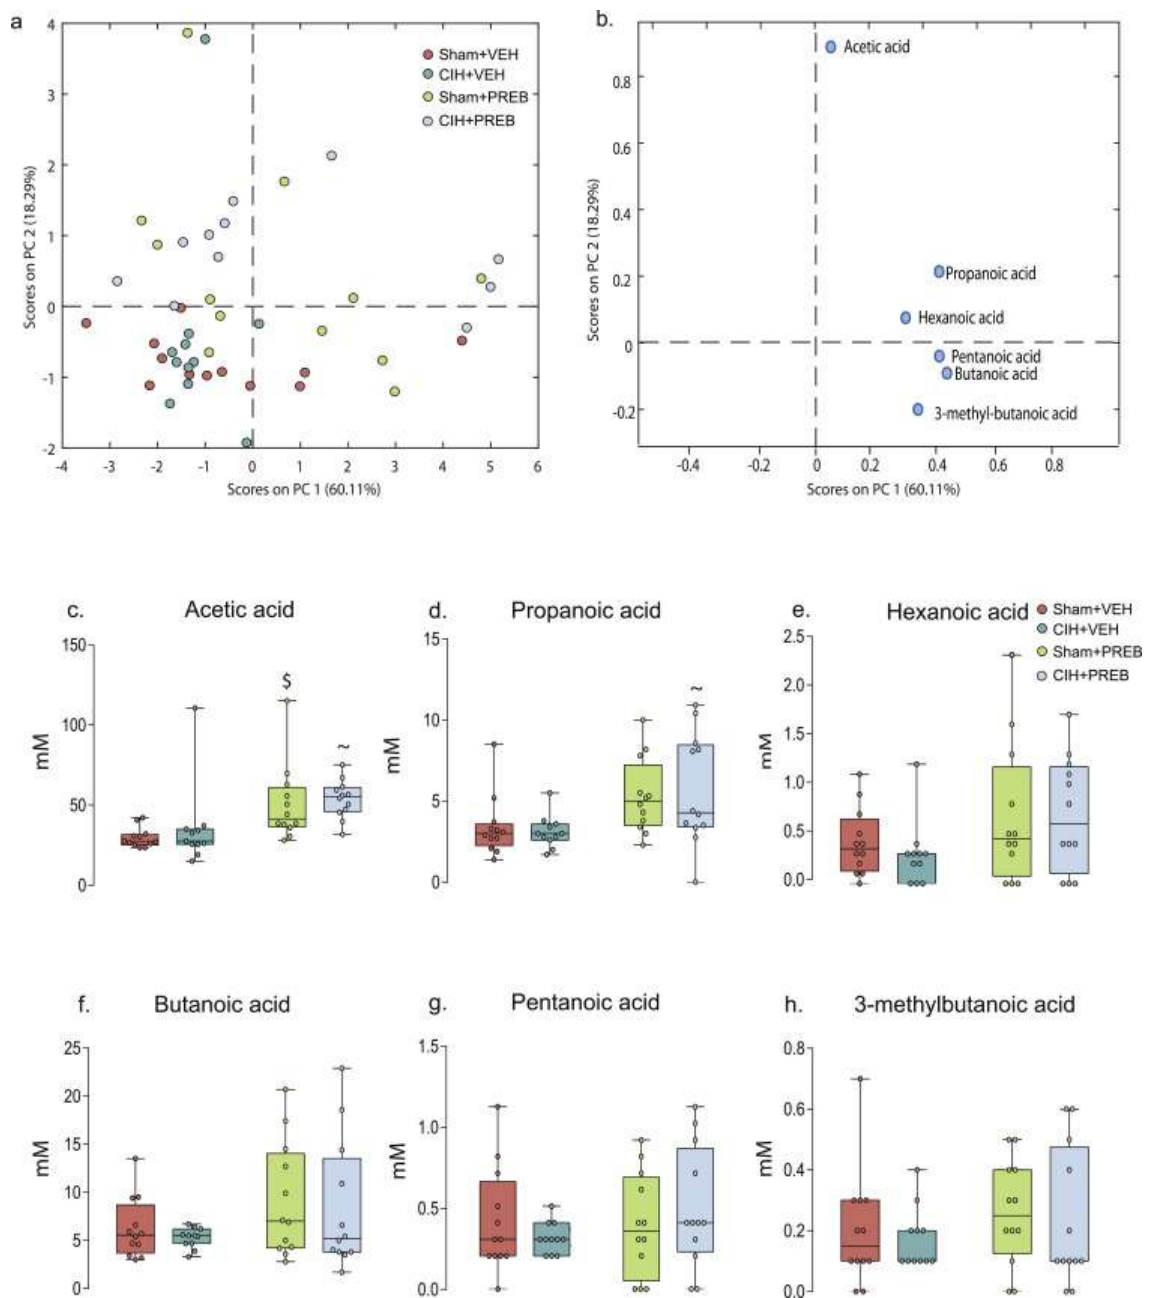 a
4
3
2
1
0
-1
-2
Scores on PC 2 (18.29%)
-4 -3 -2 -1 0 1 2 3 4 5 6
Scores on PC 1 (60.11%)
Sham+VEH
CIH+VEH
Sham+PREB
CIH+PREB
b.
0.8
0.6
0.4
0.2
0
-0.2
Scores on PC 2 (18.29%)
Acetic acid
Propanoic acid
Hexanoic acid
Pentanoic acid
Butanoic acid
3-methyl-butanoic acid
-0.4 -0.2 0 0.2 0.4 0.6 0.8
Scores on PC 1 (60.11%)
c. Acetic acid
150
100
50
0
mM
$
~
d. Propanoic acid
15
10
5
0
mM
~
e. Hexanoic acid
2.5
2.0
1.5
1.0
0.5
0.0
mM
Sham+VEH
CIH+VEH
Sham+PREB
CIH+PREB
f. Butanoic acid
25
20
15
10
5
0
mM
g. Pentanoic acid
1.5
1.0
0.5
0.0
mM
h. 3-methylbutanoic acid
0.8
0.6
0.4
0.2
0.0
mM